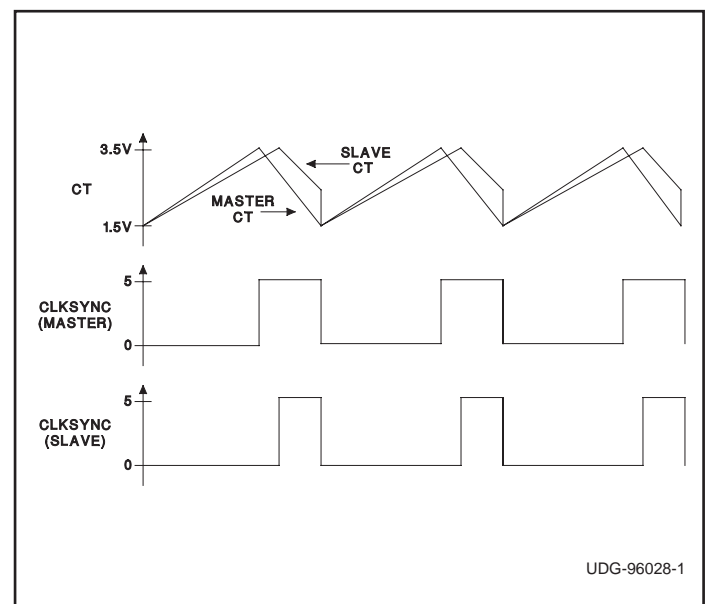 3.5V
SLAVE
CT
CT
MASTER
CT
1.5V
5
CLKSYNC
(MASTER)
0
5
CLKSYNC
(SLAVE)
0
UDG-96028-1